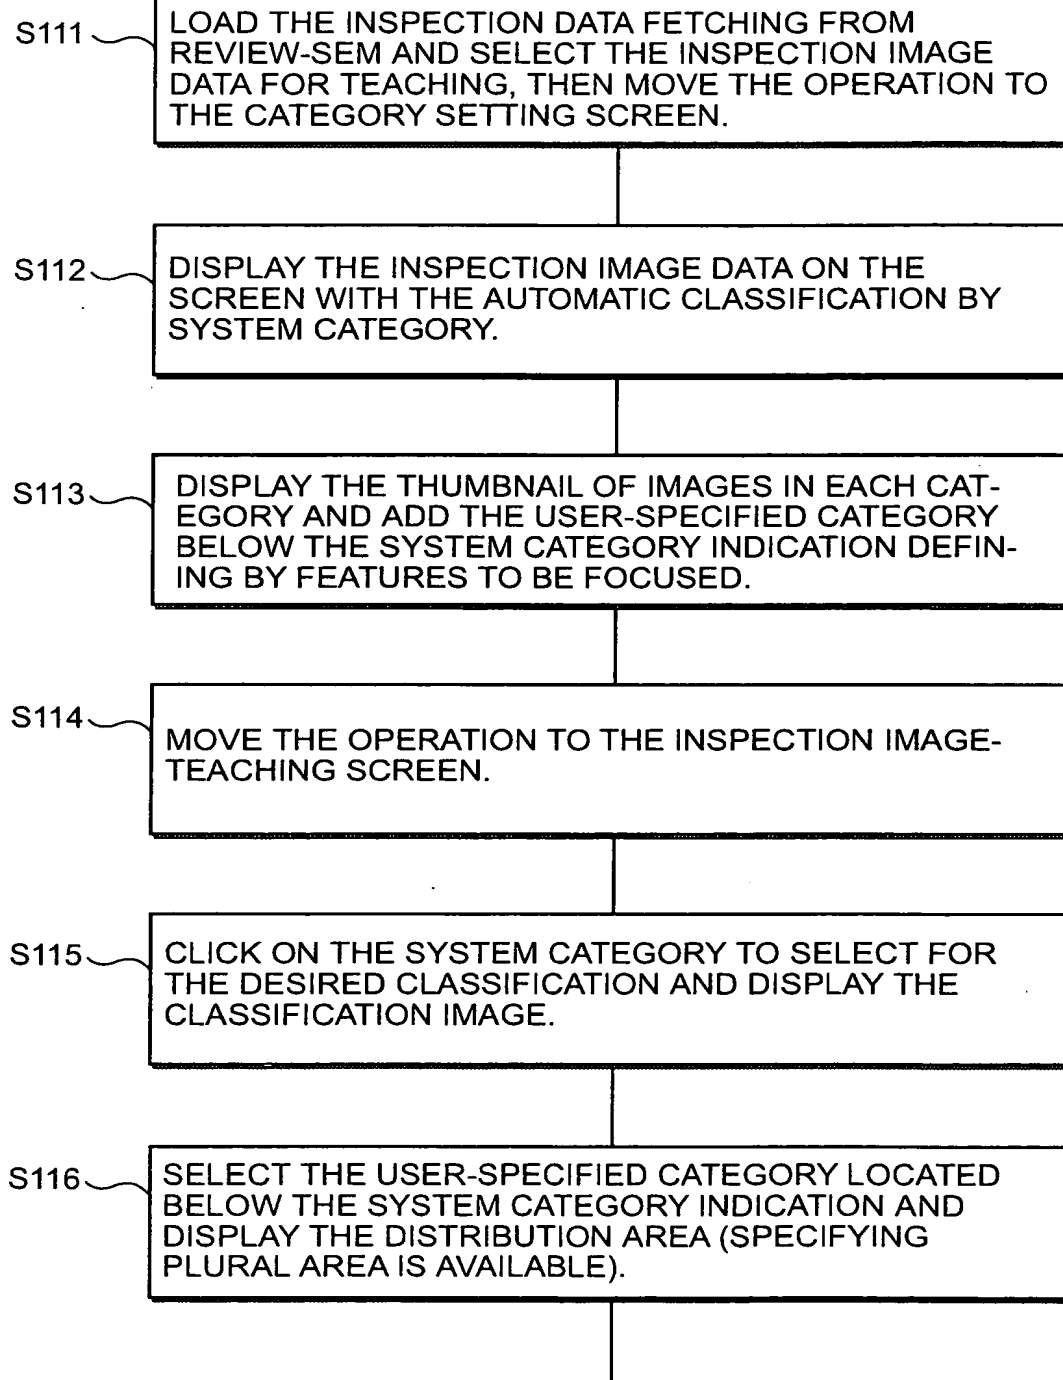 S111
LOAD THE INSPECTION DATA FETCHING FROM
REVIEW-SEM AND SELECT THE INSPECTION IMAGE
DATA FOR TEACHING, THEN MOVE THE OPERATION TO
THE CATEGORY SETTING SCREEN.
S112
DISPLAY THE INSPECTION IMAGE DATA ON THE
SCREEN WITH THE AUTOMATIC CLASSIFICATION BY
SYSTEM CATEGORY.
S113
DISPLAY THE THUMBNAIL OF IMAGES IN EACH CAT-
EGORY AND ADD THE USER-SPECIFIED CATEGORY
BELOW THE SYSTEM CATEGORY INDICATION DEFIN-
ING BY FEATURES TO BE FOCUSED.
S114
MOVE THE OPERATION TO THE INSPECTION IMAGE-
TEACHING SCREEN.
S115
CLICK ON THE SYSTEM CATEGORY TO SELECT FOR
THE DESIRED CLASSIFICATION AND DISPLAY THE
CLASSIFICATION IMAGE.
S116
SELECT THE USER-SPECIFIED CATEGORY LOCATED
BELOW THE SYSTEM CATEGORY INDICATION AND
DISPLAY THE DISTRIBUTION AREA (SPECIFYING
PLURAL AREA IS AVAILABLE).